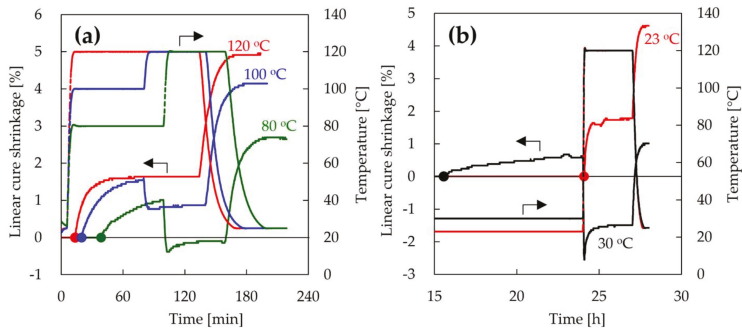 (a)
6
5
4
3
2
1
0
-1
Linear cure shrinkage [%]
120 °C
100 °C
80 °C
140
120
100
80
60
40
20
0
Temperature [°C]
0 60 120 180 240
Time [min]
(b)
5
4
3
2
1
0
-1
-2
-3
Linear cure shrinkage [%]
23 °C
30 °C
140
120
100
80
60
40
20
0
Temperature [°C]
15 20 25 30
Time [h]